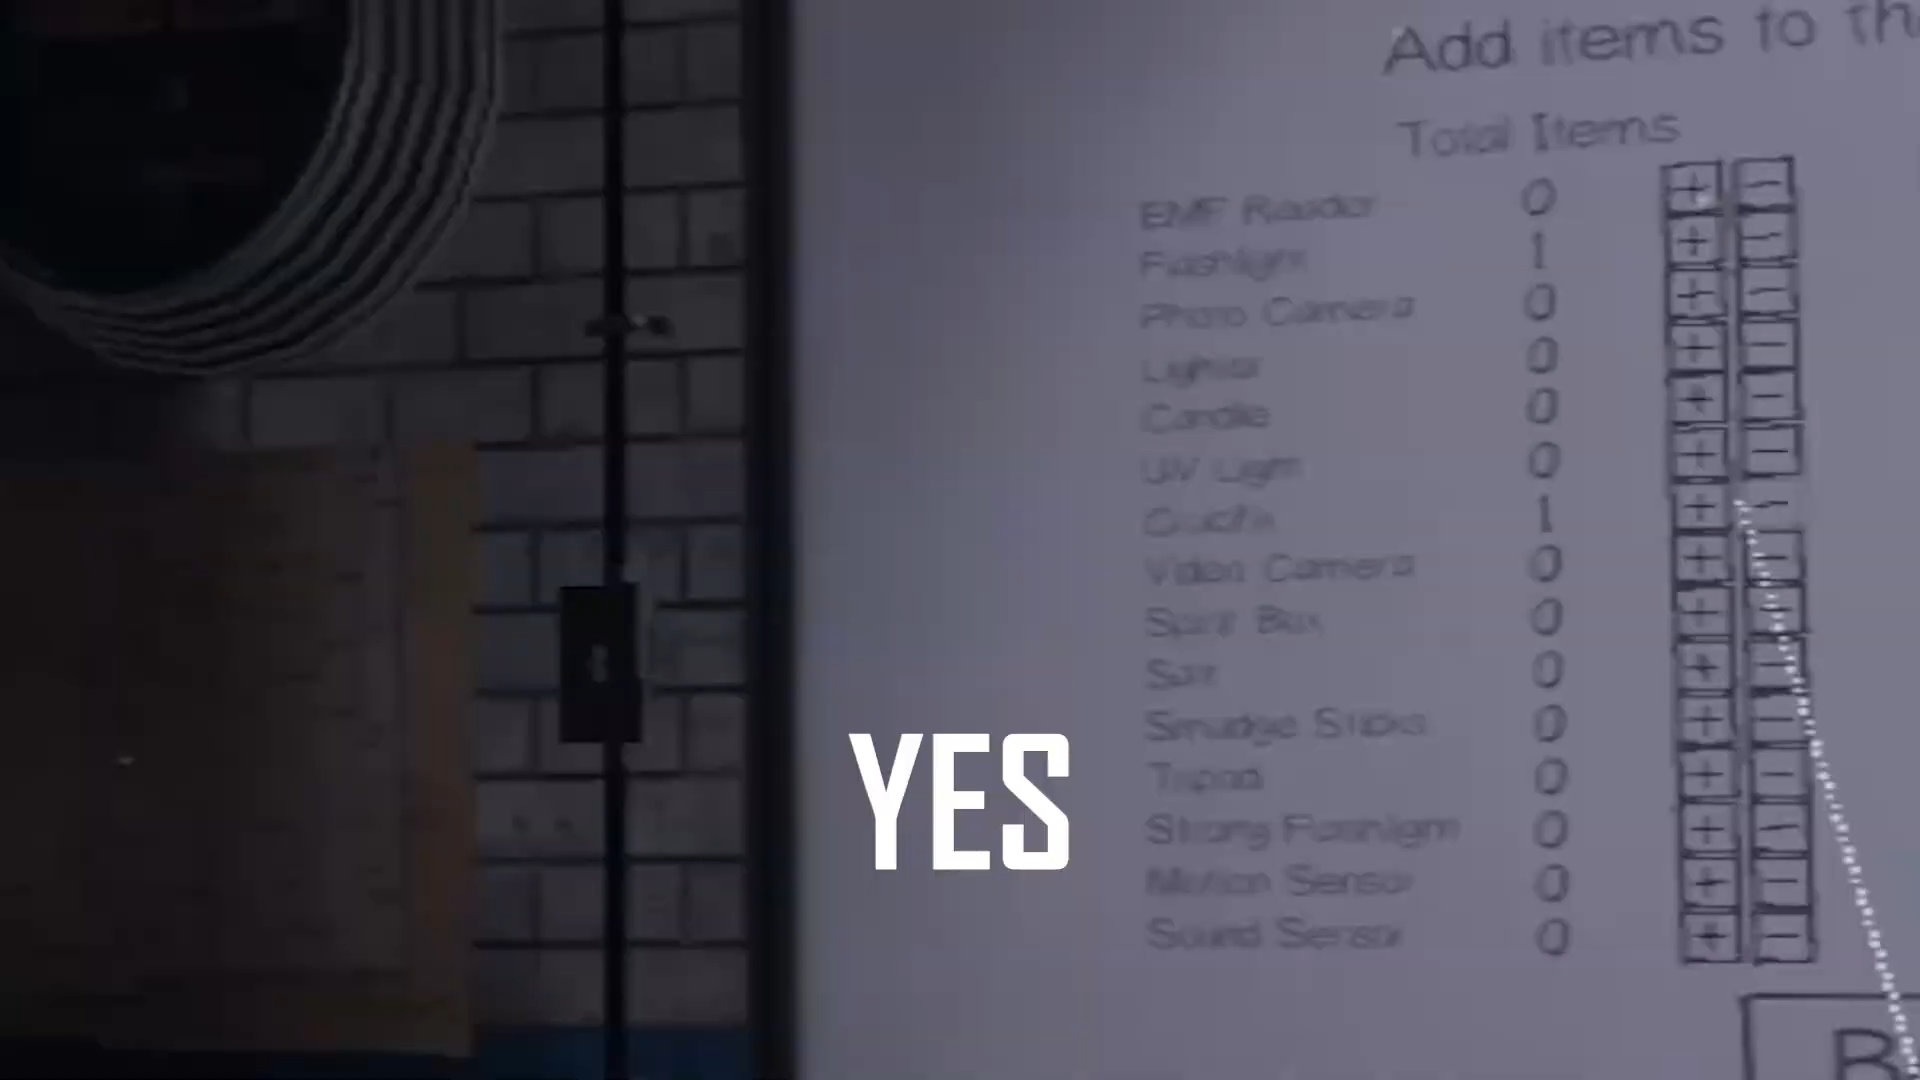 Add items to th
Total Items
EMF Reader 0 + -
Flashlight 1 + -
Photo Camera 0 + -
Lighter 0 + -
Candle 0 + -
UV Light 0 + -
Crucifix 1 + -
Video Camera 0 + -
Spirit Box 0 + -
Salt 0 + -
Smudge Sticks 0 + -
Tripod 0 + -
Strong Flashlight 0 + -
Motion Sensor 0 + -
Sound Sensor 0 + -
YES
B